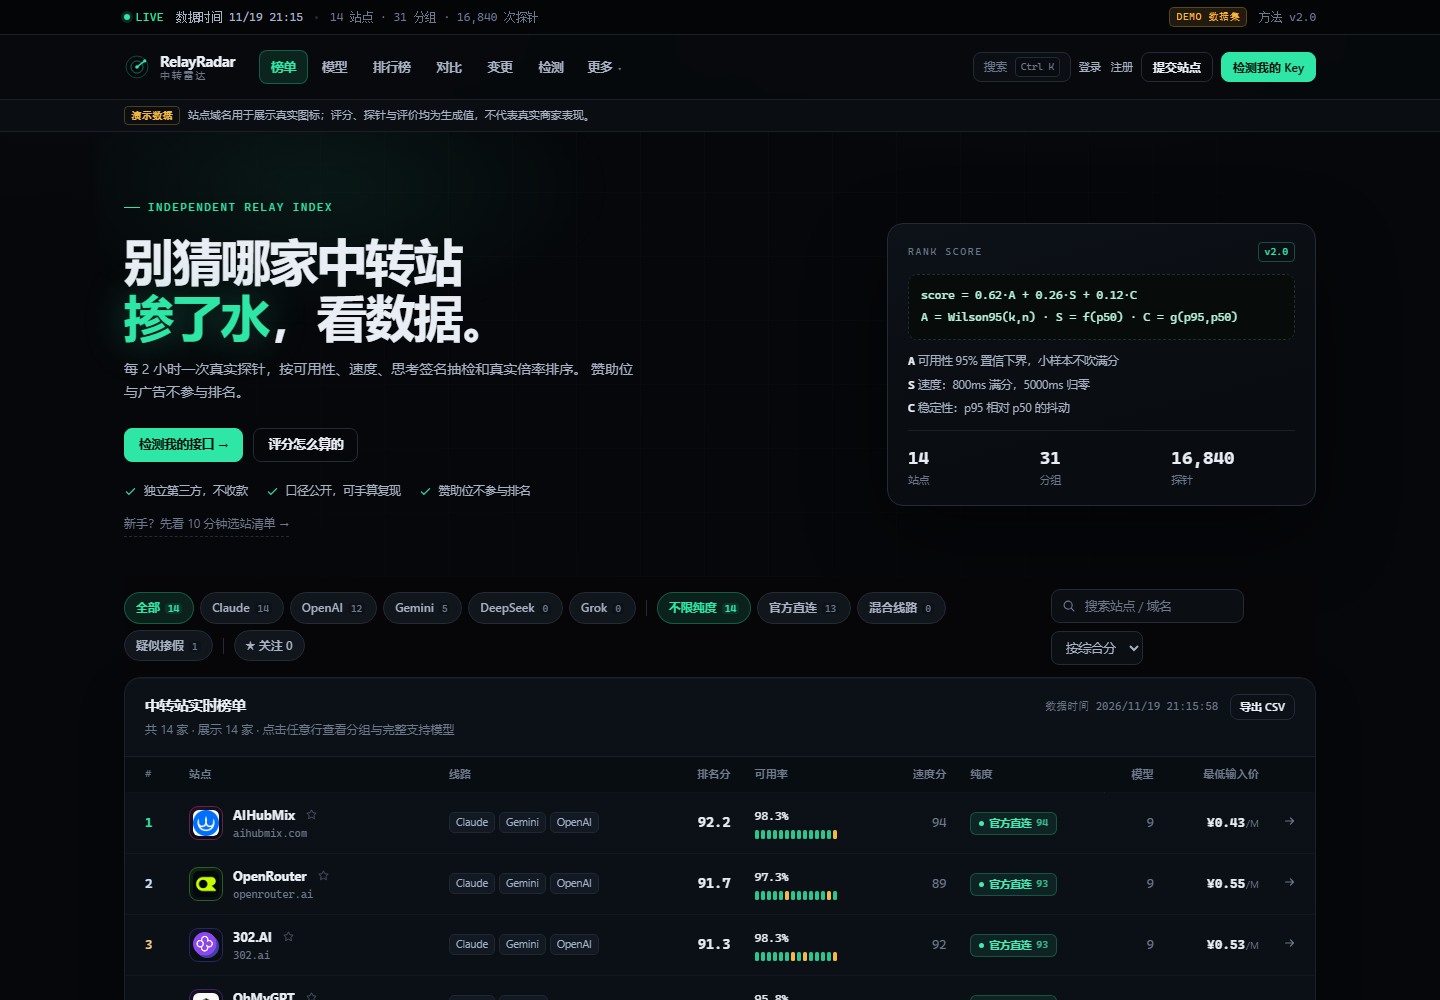 LIVE 数据时间 11/19 21:15 · 14 站点 · 31 分组 · 16,840 次探针
DEMO 数据集 方法 v2.0
RelayRadar
中转雷达
榜单 模型 排行榜 对比 变更 检测 更多
搜索 Ctrl K 登录 注册 提交站点 检测我的 Key
演示数据 站点域名用于展示真实图标；评分、探针与评价均为生成值，不代表真实商家表现。
INDEPENDENT RELAY INDEX
别猜哪家中转站
掺了水，看数据。
每 2 小时一次真实探针，按可用性、速度、思考签名抽检和真实倍率排序。 赞助位
与广告不参与排名。
检测我的接口 → 评分怎么算的
✓ 独立第三方，不收款 ✓ 口径公开，可手算复现 ✓ 赞助位不参与排名
新手？先看 10 分钟选站清单 →
RANK SCORE v2.0
score = 0.62·A + 0.26·S + 0.12·C
A = Wilson95(k,n) · S = f(p50) · C = g(p95,p50)
A 可用性 95% 置信下界，小样本不吹满分
S 速度：800ms 满分，5000ms 归零
C 稳定性：p95 相对 p50 的抖动
14 31 16,840
站点 分组 探针
全部 14 Claude 14 OpenAI 12 Gemini 5 DeepSeek 0 Grok 0 不限纯度 14 官方直连 13 混合线路 0
疑似掺假 1 ★ 关注 0
搜索站点 / 域名
按综合分
中转站实时榜单
共 14 家 · 展示 14 家 · 点击任意行查看分组与完整支持模型
数据时间 2026/11/19 21:15:58 导出 CSV
# 站点 线路 排名分 可用率 速度分 纯度 模型 最低输入价
1 AIHubMix ☆ Claude Gemini OpenAI 92.2 98.3% 94 官方直连 94 9 ¥0.43/M →
aihubmix.com
2 OpenRouter ☆ Claude Gemini OpenAI 91.7 97.3% 89 官方直连 93 9 ¥0.55/M →
openrouter.ai
3 302.AI ☆ Claude Gemini OpenAI 91.3 98.3% 92 官方直连 93 9 ¥0.53/M →
302.ai
OhMyGPT ☆ 95.8%